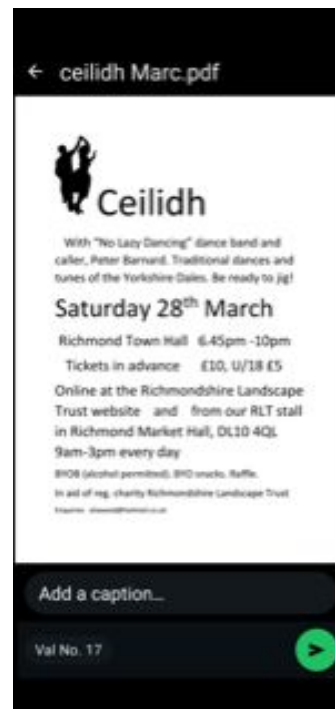 ← ceilidh Marc.pdf
Ceilidh
With "No Lazy Dancing" dance band and
caller, Peter Barnard. Traditional dances and
tunes of the Yorkshire Dales. Be ready to jig!
Saturday 28th March
Richmond Town Hall 6.45pm -10pm
Tickets in advance £10, U/18 £5
Online at the Richmondshire Landscape
Trust website and from our RLT stall
in Richmond Market Hall, DL10 4QL
9am-3pm every day
BYOB (alcohol permitted). BYO snacks. Raffle.
In aid of reg. charity Richmondshire Landscape Trust
Enquiries
Add a caption...
Val No. 17